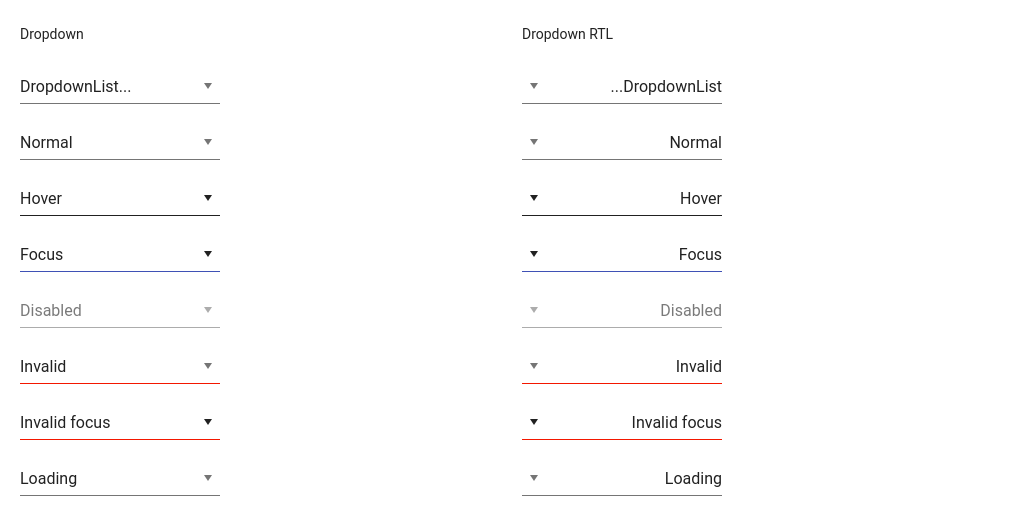 Dropdown
DropdownList...
Normal
Hover
Focus
Disabled
Invalid
Invalid focus
Loading
Dropdown RTL
...DropdownList
Normal
Hover
Focus
Disabled
Invalid
Invalid focus
Loading